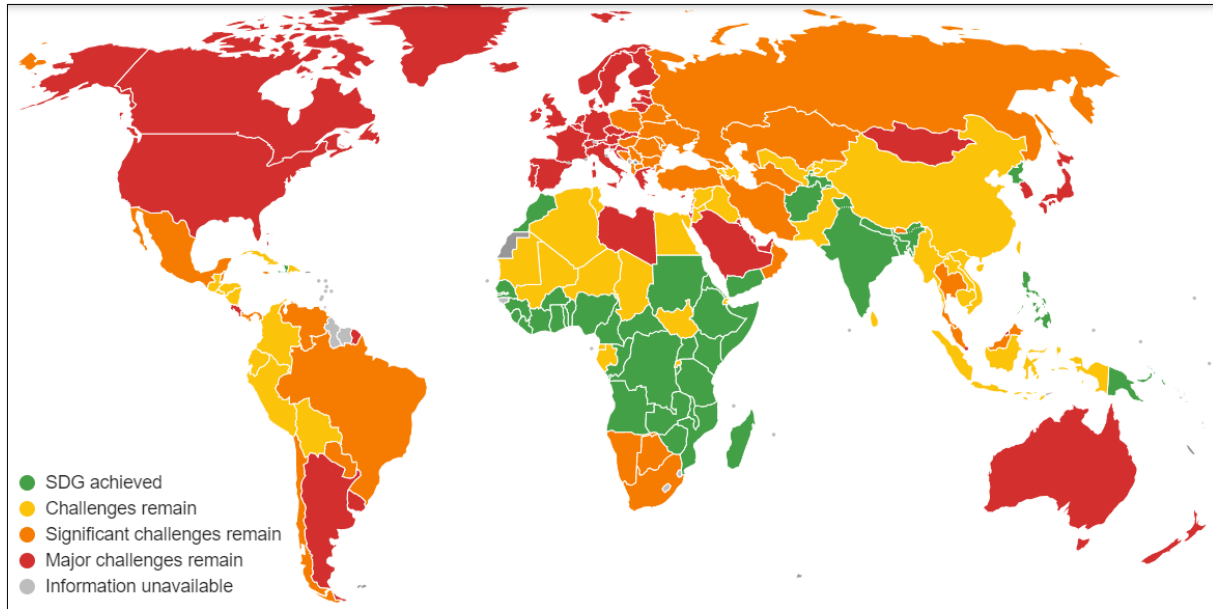 SDG achieved
Challenges remain
Significant challenges remain
Major challenges remain
Information unavailable